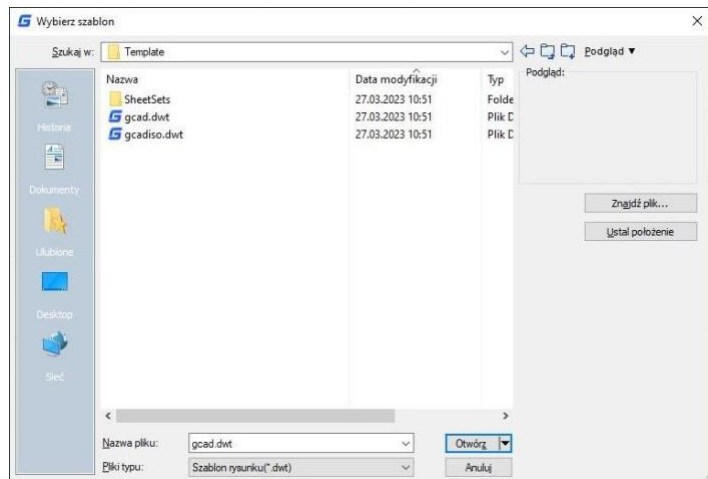 Wybierz szablon
Szukaj w: Template Podgląd ▼
Historia
Dokumenty
Ulubione
Desktop
Sieć
Nazwa Data modyfikacji Typ
SheetSets 27.03.2023 10:51 Folde
gcad.dwt 27.03.2023 10:51 Plik D
gcadiso.dwt 27.03.2023 10:51 Plik D
Podgląd:
Znajdź plik...
Ustal położenie
Nazwa pliku: gcad.dwt Otwórz
Pliki typu: Szablon rysunku(*.dwt) Anuluj